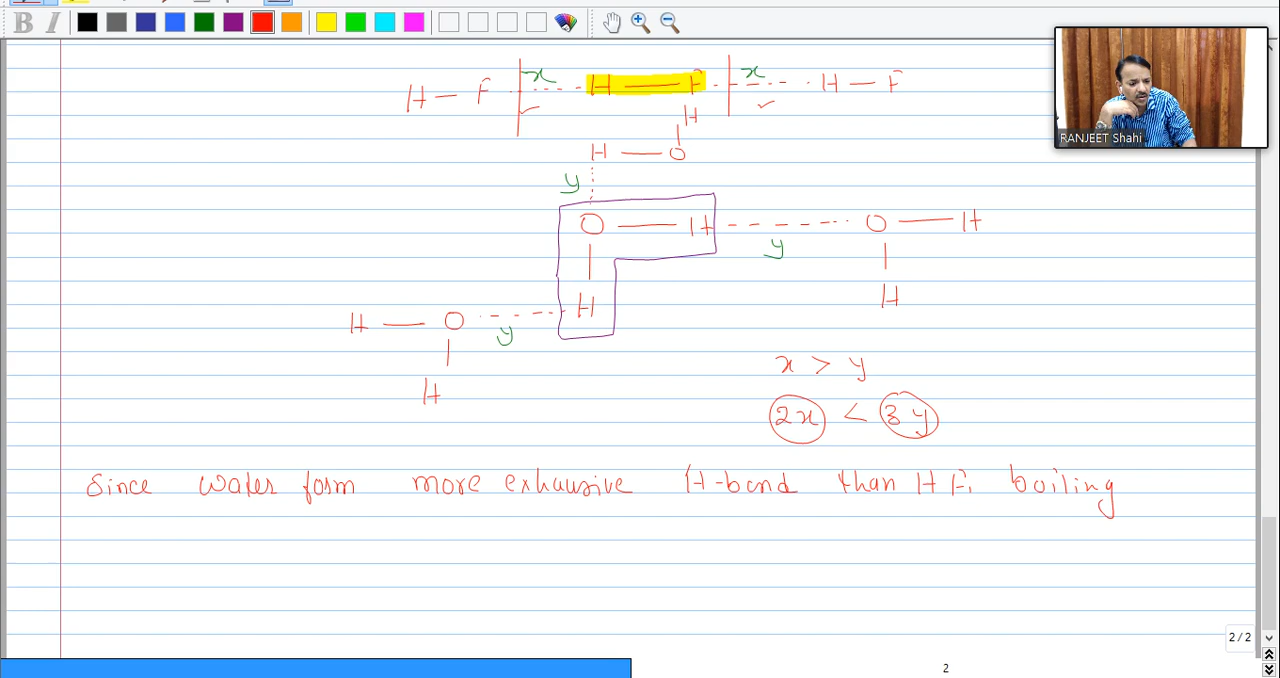 B I
x x
H — F H — F H — F
H
H — O
y
O — H O — H
y
H H
H — O
y
H
x > y
2x < 3y
Since water form more exhausive H-bond than HF, boiling
RANJEET Shahi
2 / 2
2